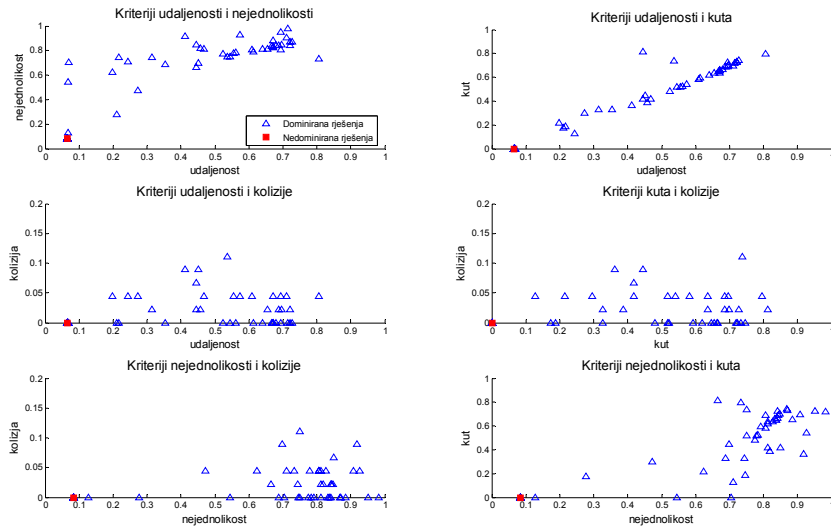 Kriteriji udaljenosti i nejednolikosti
1
0.8
0.6
0.4
0.2
0
nejednolikost
0 0.1 0.2 0.3 0.4 0.5 0.6 0.7 0.8 0.9 1
udaljenost
Dominirana rješenja
Nedominirana rješenja
Kriteriji udaljenosti i kuta
1
0.8
0.6
0.4
0.2
0
kut
0 0.1 0.2 0.3 0.4 0.5 0.6 0.7 0.8 0.9 1
udaljenost
Kriteriji udaljenosti i kolizije
0.2
0.15
0.1
0.05
0
kolizija
0 0.1 0.2 0.3 0.4 0.5 0.6 0.7 0.8 0.9 1
udaljenost
Kriteriji kuta i kolizije
0.2
0.15
0.1
0.05
0
kolizija
0 0.1 0.2 0.3 0.4 0.5 0.6 0.7 0.8 0.9 1
kut
Kriteriji nejednolikosti i kolizije
0.2
0.15
0.1
0.05
0
kolizija
0 0.1 0.2 0.3 0.4 0.5 0.6 0.7 0.8 0.9 1
nejednolikost
Kriteriji nejednolikosti i kuta
1
0.8
0.6
0.4
0.2
0
kut
0 0.1 0.2 0.3 0.4 0.5 0.6 0.7 0.8 0.9 1
nejednolikost